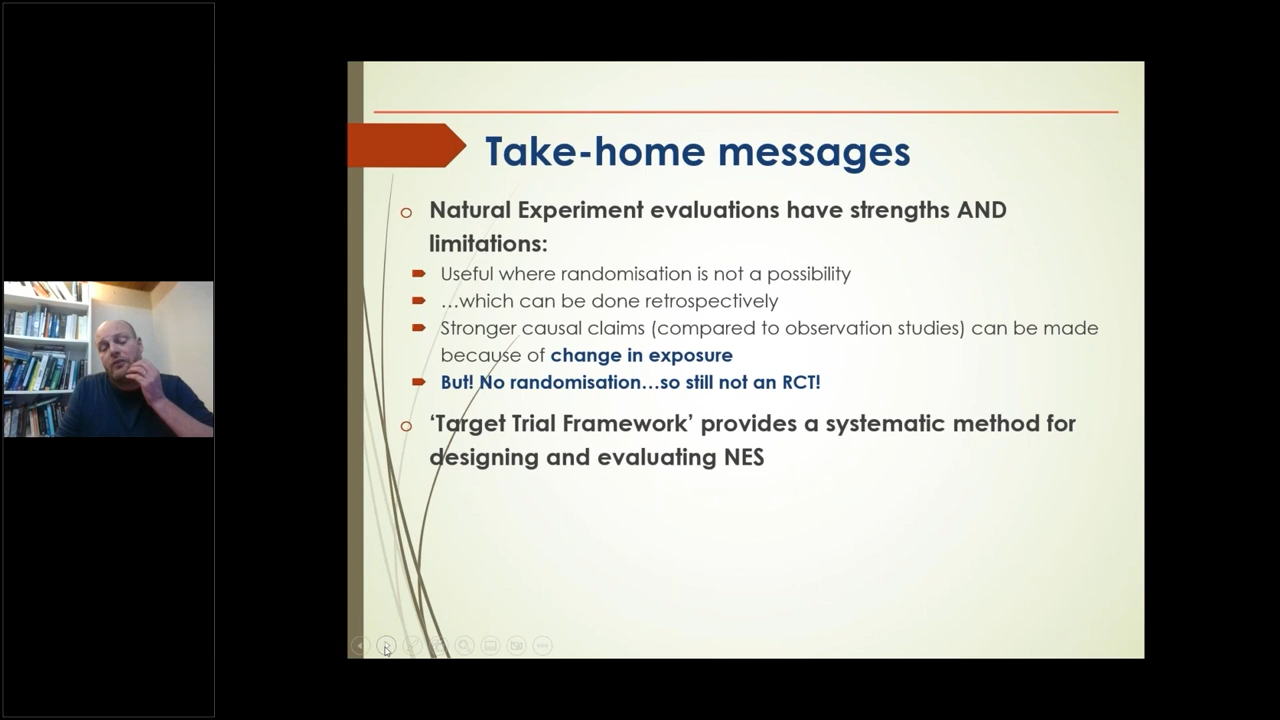 Take-home messages
Natural Experiment evaluations have strengths AND
limitations:
Useful where randomisation is not a possibility
…which can be done retrospectively
Stronger causal claims (compared to observation studies) can be made
because of change in exposure
But! No randomisation…so still not an RCT!
‘Target Trial Framework’ provides a systematic method for
designing and evaluating NES